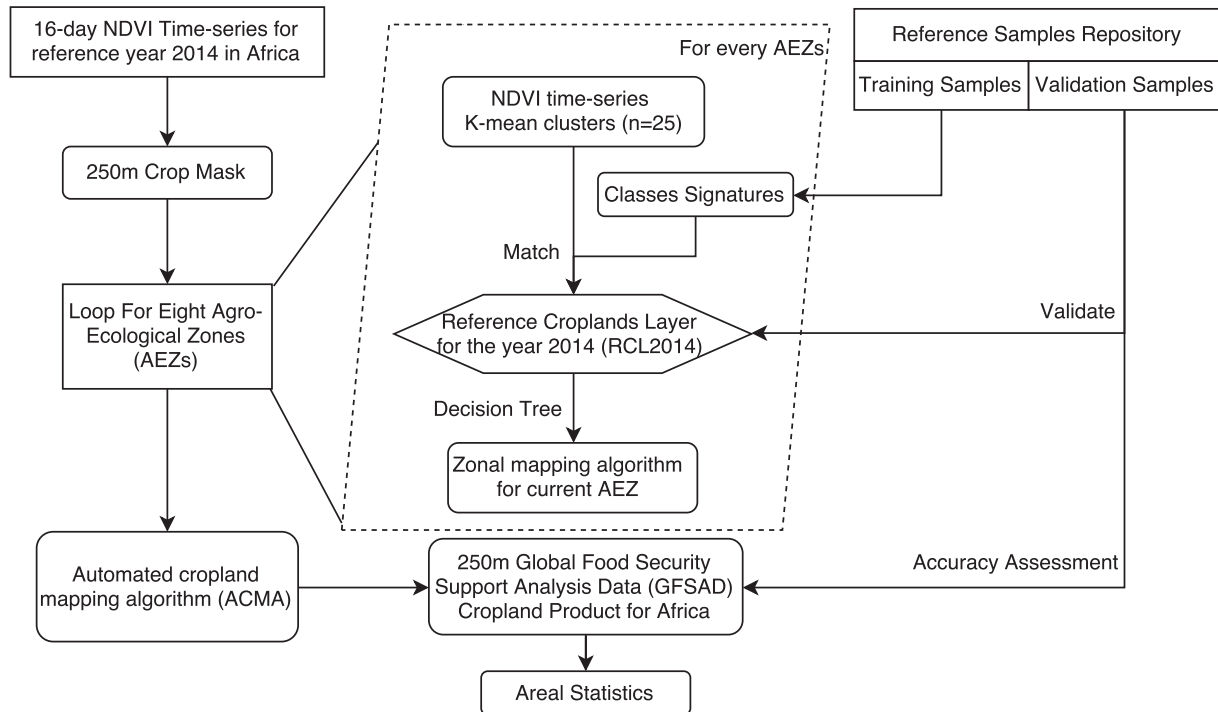 16-day NDVI Time-series for
reference year 2014 in Africa
250m Crop Mask
Loop For Eight Agro-
Ecological Zones
(AEZs)
Automated cropland
mapping algorithm (ACMA)
For every AEZs
NDVI time-series
K-mean clusters (n=25)
Classes Signatures
Match
Reference Croplands Layer
for the year 2014 (RCL2014)
Decision Tree
Zonal mapping algorithm
for current AEZ
250m Global Food Security
Support Analysis Data (GFSAD)
Cropland Product for Africa
Areal Statistics
Reference Samples Repository
Training Samples
Validation Samples
Validate
Accuracy Assessment